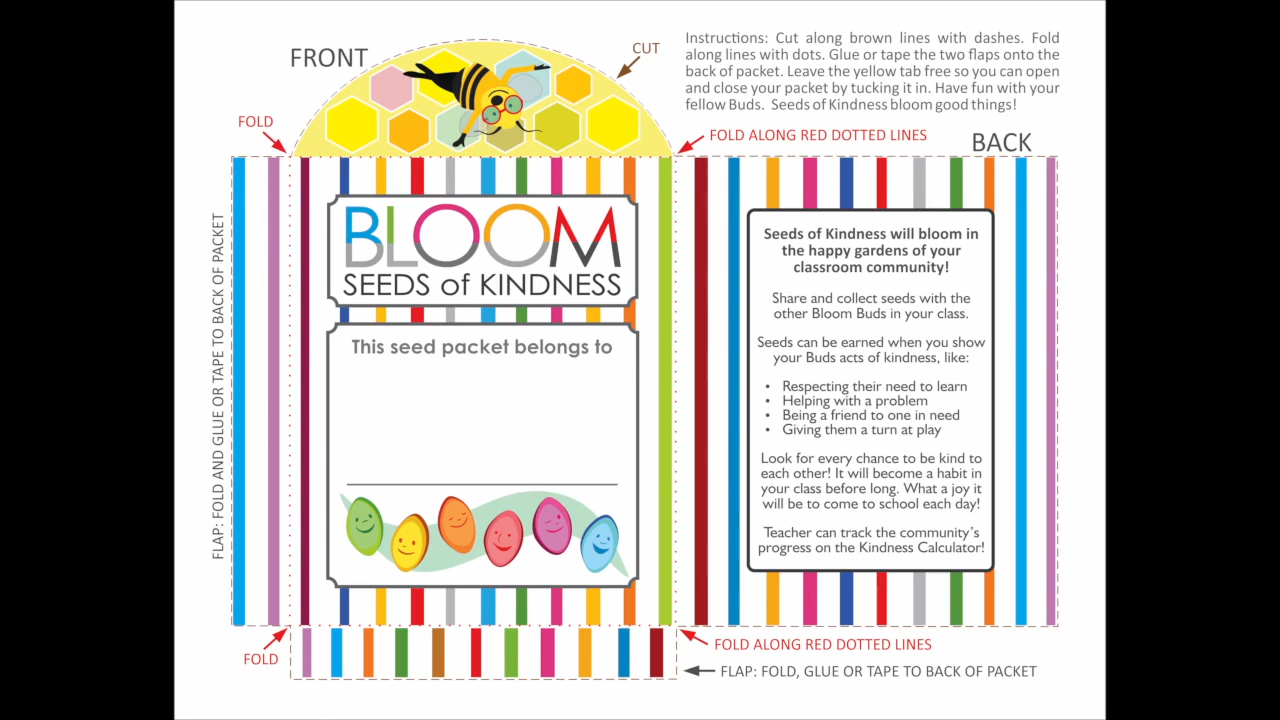 FRONT
CUT
Instructions: Cut along brown lines with dashes. Fold
along lines with dots. Glue or tape the two flaps onto the
back of packet. Leave the yellow tab free so you can open
and close your packet by tucking it in. Have fun with your
fellow Buds. Seeds of Kindness bloom good things!
FOLD
FOLD ALONG RED DOTTED LINES
BACK
FLAP: FOLD AND GLUE OR TAPE TO BACK OF PACKET
BLOOM
SEEDS of KINDNESS
This seed packet belongs to
Seeds of Kindness will bloom in
the happy gardens of your
classroom community!
Share and collect seeds with the
other Bloom Buds in your class.
Seeds can be earned when you show
your Buds acts of kindness, like:
• Respecting their need to learn
• Helping with a problem
• Being a friend to one in need
• Giving them a turn at play
Look for every chance to be kind to
each other! It will become a habit in
your class before long. What a joy it
will be to come to school each day!
Teacher can track the community's
progress on the Kindness Calculator!
FOLD
FOLD ALONG RED DOTTED LINES
FLAP: FOLD, GLUE OR TAPE TO BACK OF PACKET